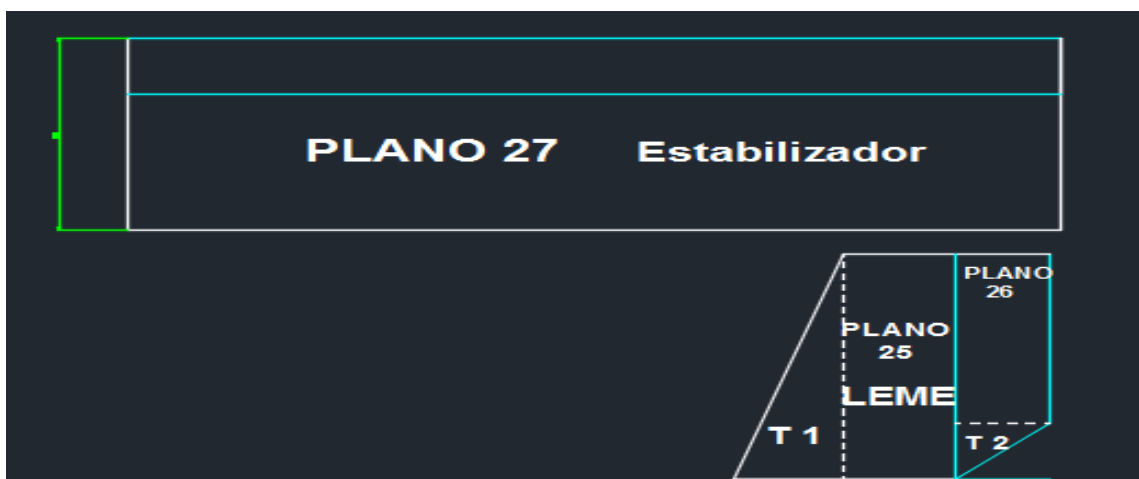 PLANO 27 Estabilizador
PLANO
26
PLANO
25
LEME
T 1
T 2